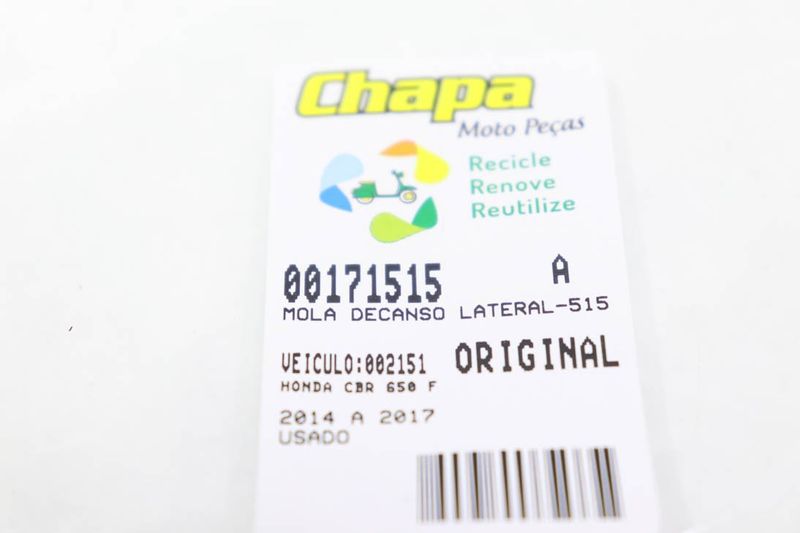 Chapa
Moto Peças
Recicle
Renove
Reutilize
00171515 A
MOLA DECANSO LATERAL-515
VEICULO:002151 ORIGINAL
HONDA CBR 650 F
2014 A 2017
USADO